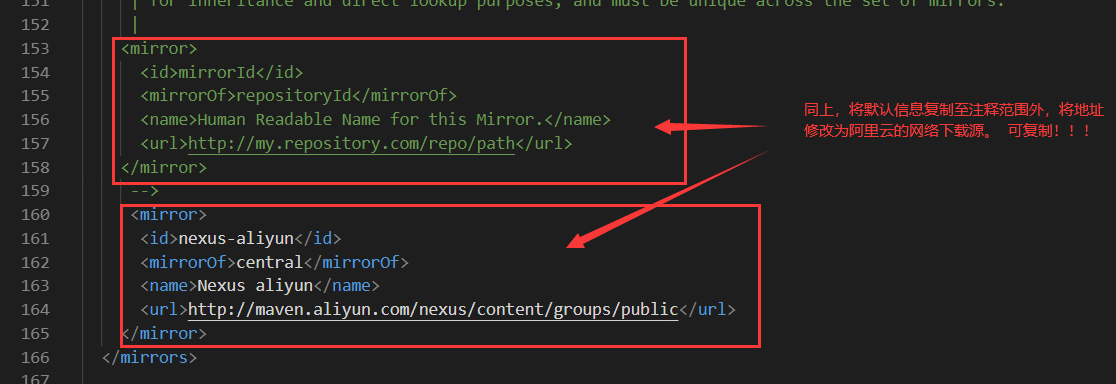 151 | for inheritance and direct lookup purposes, and must be unique across the set of mirrors.
152 |
153 <mirror>
154 <id>mirrorId</id>
155 <mirrorOf>repositoryId</mirrorOf>
156 <name>Human Readable Name for this Mirror.</name>
157 <url>http://my.repository.com/repo/path</url>
158 </mirror>
159 -->
160 <mirror>
161 <id>nexus-aliyun</id>
162 <mirrorOf>central</mirrorOf>
163 <name>Nexus aliyun</name>
164 <url>http://maven.aliyun.com/nexus/content/groups/public</url>
165 </mirror>
166 </mirrors>
167
同上，将默认信息复制至注释范围外，将地址
修改为阿里云的网络下载源。 可复制！！！